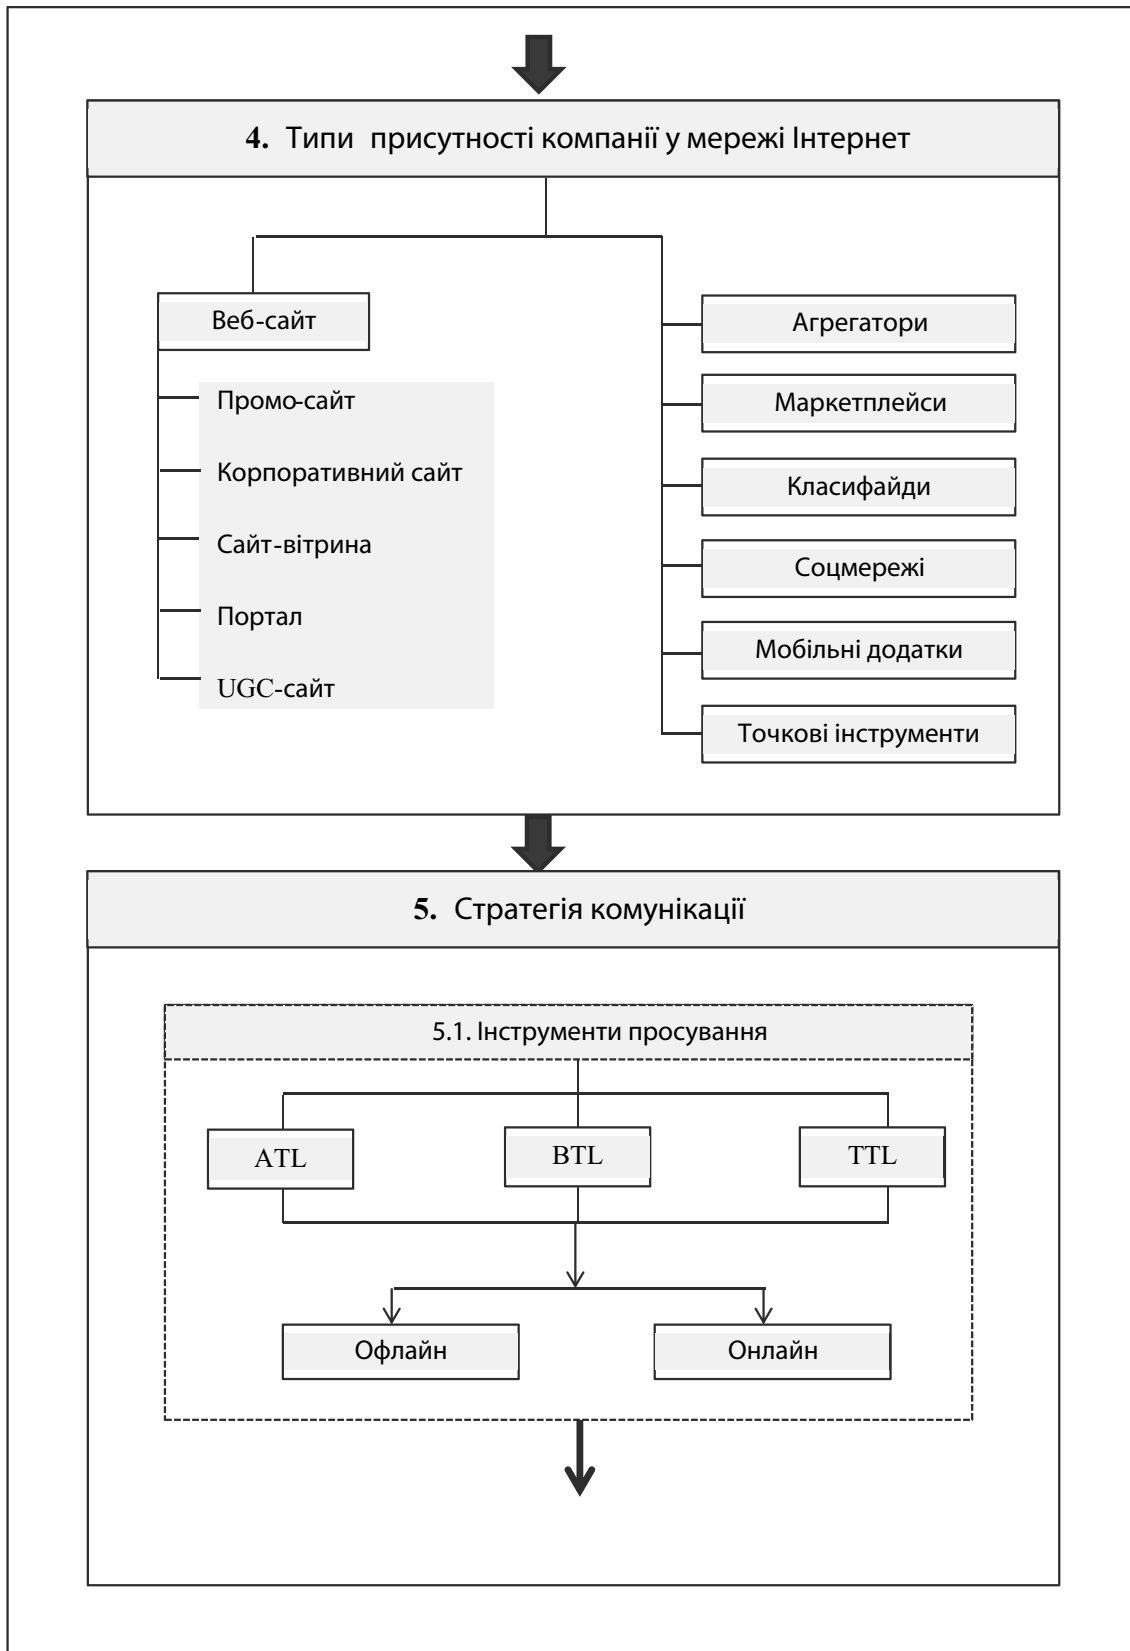 4. Типи присутності компанії у мережі Інтернет
Веб-сайт
Промо-сайт
Корпоративний сайт
Сайт-вітрина
Портал
UGC-сайт
Агрегатори
Маркетплейси
Класифайди
Соцмережі
Мобільні додатки
Точкові інструменти
5. Стратегія комунікації
5.1. Інструменти просування
ATL
BTL
TTL
Офлайн
Онлайн